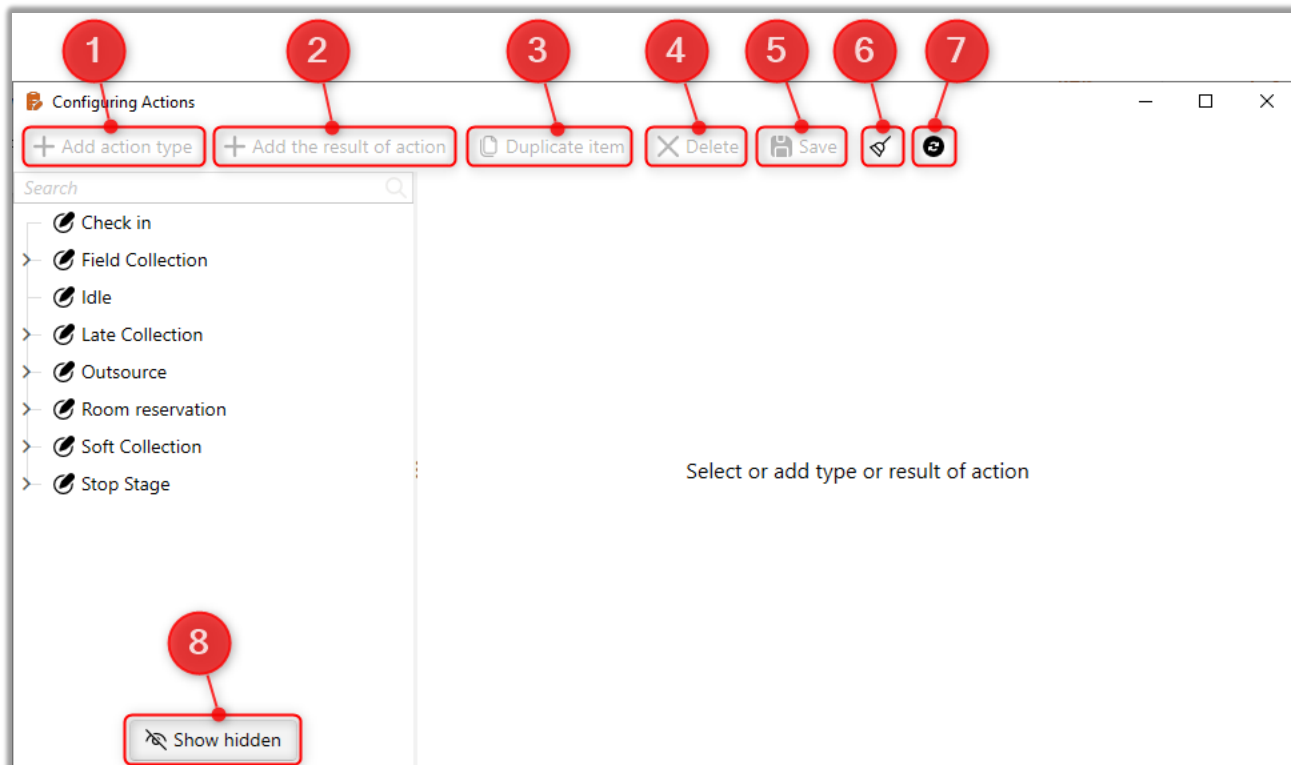 1 2 3 4 5 6 7
Configuring Actions
Add action type Add the result of action Duplicate item Delete Save
Search
Check in
Field Collection
Idle
Late Collection
Outsource
Room reservation
Soft Collection
Select or add type or result of action
Stop Stage
8
Show hidden